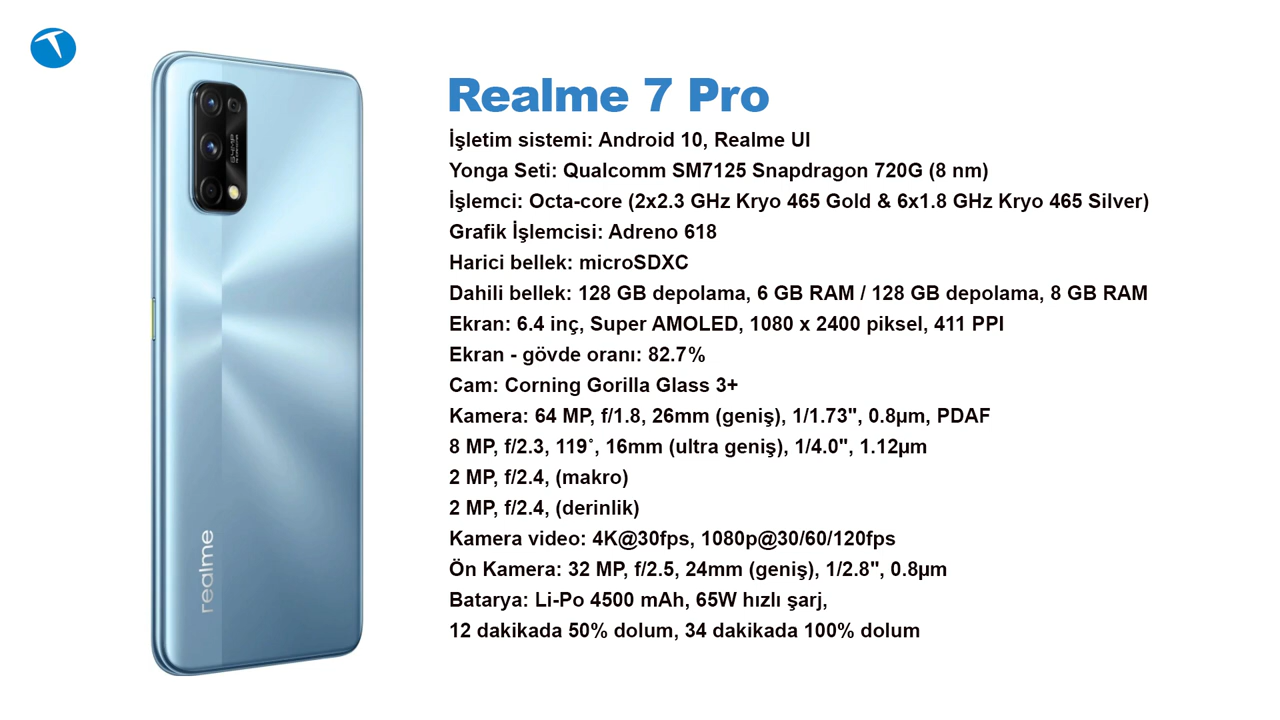 Realme 7 Pro
İşletim sistemi: Android 10, Realme UI
Yonga Seti: Qualcomm SM7125 Snapdragon 720G (8 nm)
İşlemci: Octa-core (2x2.3 GHz Kryo 465 Gold & 6x1.8 GHz Kryo 465 Silver)
Grafik İşlemcisi: Adreno 618
Harici bellek: microSDXC
Dahili bellek: 128 GB depolama, 6 GB RAM / 128 GB depolama, 8 GB RAM
Ekran: 6.4 inç, Super AMOLED, 1080 x 2400 piksel, 411 PPI
Ekran - gövde oranı: 82.7%
Cam: Corning Gorilla Glass 3+
Kamera: 64 MP, f/1.8, 26mm (geniş), 1/1.73", 0.8µm, PDAF
8 MP, f/2.3, 119˚, 16mm (ultra geniş), 1/4.0", 1.12µm
2 MP, f/2.4, (makro)
2 MP, f/2.4, (derinlik)
Kamera video: 4K@30fps, 1080p@30/60/120fps
Ön Kamera: 32 MP, f/2.5, 24mm (geniş), 1/2.8", 0.8µm
Batarya: Li-Po 4500 mAh, 65W hızlı şarj,
12 dakikada 50% dolum, 34 dakikada 100% dolum
realme
64MP